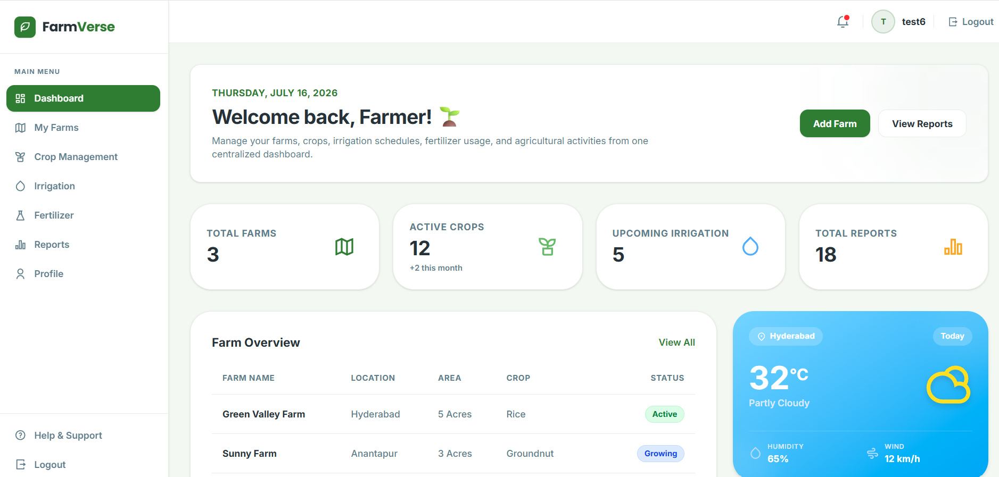 FarmVerse
MAIN MENU
Dashboard
My Farms
Crop Management
Irrigation
Fertilizer
Reports
Profile
Help & Support
Logout
T
test6
Logout
THURSDAY, JULY 16, 2026
Welcome back, Farmer! 🌱
Manage your farms, crops, irrigation schedules, fertilizer usage, and agricultural activities from one
centralized dashboard.
Add Farm
View Reports
TOTAL FARMS
3
ACTIVE CROPS
12
+2 this month
UPCOMING IRRIGATION
5
TOTAL REPORTS
18
Farm Overview
View All
FARM NAME LOCATION AREA CROP STATUS
Green Valley Farm Hyderabad 5 Acres Rice Active
Sunny Farm Anantapur 3 Acres Groundnut Growing
Hyderabad
Today
32°C
Partly Cloudy
HUMIDITY
65%
WIND
12 km/h